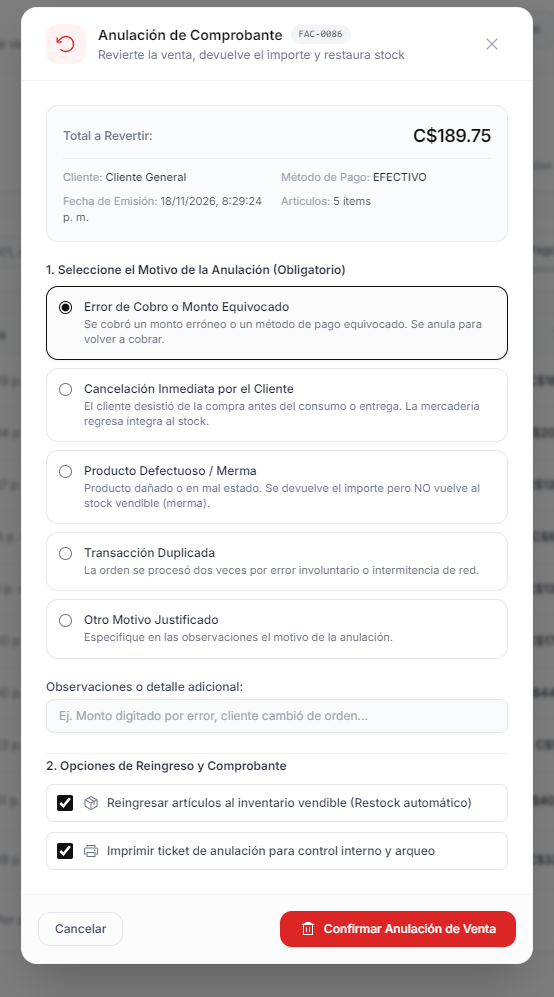 Anulación de Comprobante FAC-0086
Revierte la venta, devuelve el importe y restaura stock
Total a Revertir: C$189.75
Cliente: Cliente General Método de Pago: EFECTIVO
Fecha de Emisión: 18/11/2026, 8:29:24 Artículos: 5 ítems
p. m.
1. Seleccione el Motivo de la Anulación (Obligatorio)
Error de Cobro o Monto Equivocado
Se cobró un monto erróneo o un método de pago equivocado. Se anula para
volver a cobrar.
Cancelación Inmediata por el Cliente
El cliente desistió de la compra antes del consumo o entrega. La mercadería
regresa íntegra al stock.
Producto Defectuoso / Merma
Producto dañado o en mal estado. Se devuelve el importe pero NO vuelve al
stock vendible (merma).
Transacción Duplicada
La orden se procesó dos veces por error involuntario o intermitencia de red.
Otro Motivo Justificado
Especifique en las observaciones el motivo de la anulación.
Observaciones o detalle adicional:
Ej. Monto digitado por error, cliente cambió de orden...
2. Opciones de Reingreso y Comprobante
Reingresar artículos al inventario vendible (Restock automático)
Imprimir ticket de anulación para control interno y arqueo
Cancelar Confirmar Anulación de Venta